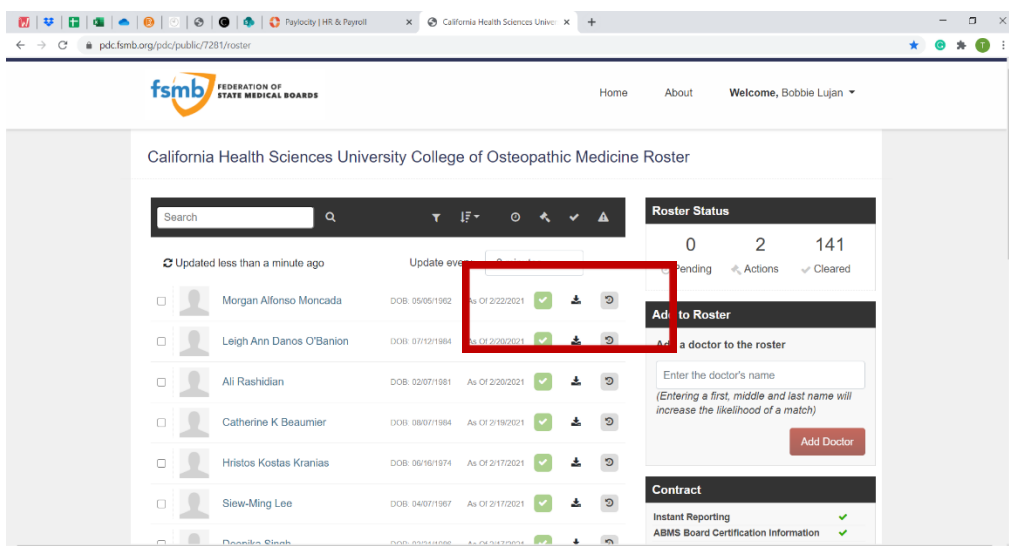 Paylocity | HR & Payroll
California Health Sciences Univer
pdc.fsmb.org/pdc/public/7281/roster
T
fsmb FEDERATION OF
STATE MEDICAL BOARDS
Home About Welcome, Bobbie Lujan
California Health Sciences University College of Osteopathic Medicine Roster
Search
Updated less than a minute ago Update every
Morgan Alfonso Moncada DOB: 05/05/1962 As Of 2/22/2021
Leigh Ann Danos O'Banion DOB: 07/12/1984 As Of 2/20/2021
Ali Rashidian DOB: 02/07/1981 As Of 2/20/2021
Catherine K Beaumier DOB: 08/07/1984 As Of 2/19/2021
Hristos Kostas Kranias DOB: 06/16/1974 As Of 2/17/2021
Siew-Ming Lee DOB: 04/07/1967 As Of 2/17/2021
Deepika Singh
Roster Status
0 2 141
Pending Actions Cleared
Add to Roster
Add a doctor to the roster
Enter the doctor's name
(Entering a first, middle and last name will
increase the likelihood of a match)
Add Doctor
Contract
Instant Reporting
ABMS Board Certification Information